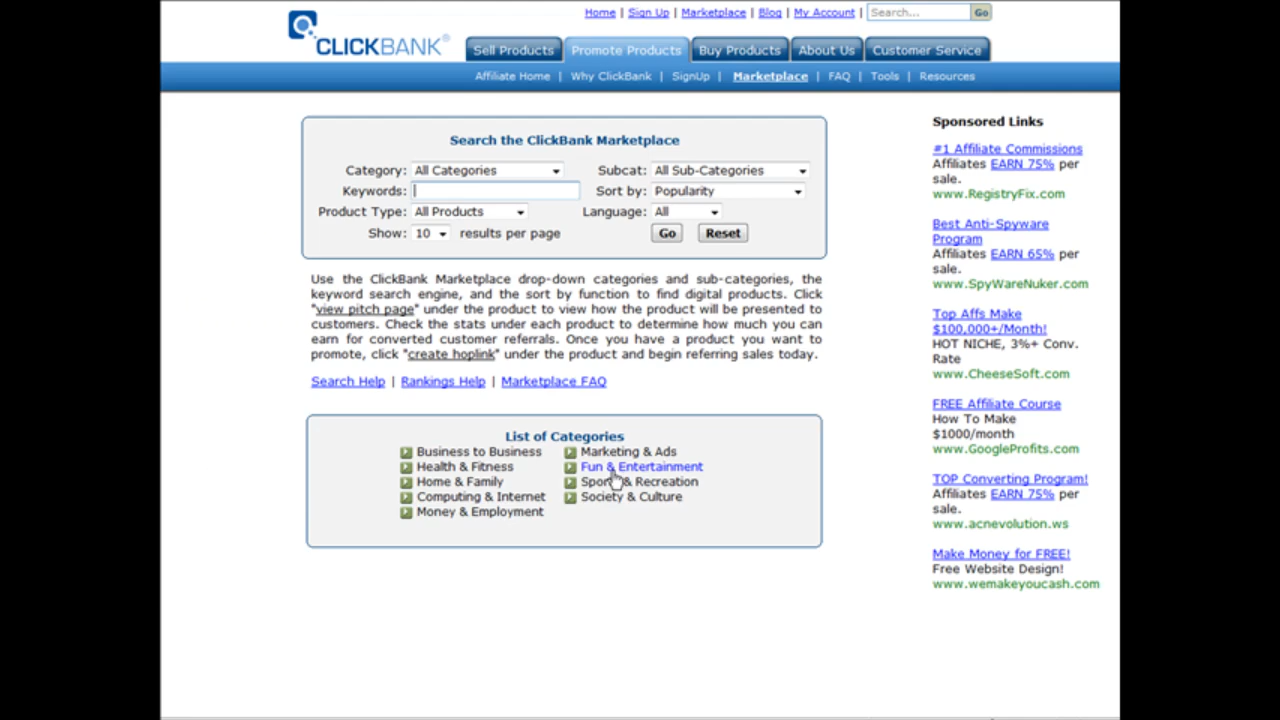 Home | Sign Up | Marketplace | Blog | My Account | Search... Go
CLICKBANK®
Sell Products Promote Products Buy Products About Us Customer Service
Affiliate Home | Why ClickBank | SignUp | Marketplace | FAQ | Tools | Resources
Search the ClickBank Marketplace
Category: All Categories Subcat: All Sub-Categories
Keywords: Sort by: Popularity
Product Type: All Products Language: All
Show: 10 results per page Go Reset
Use the ClickBank Marketplace drop-down categories and sub-categories, the
keyword search engine, and the sort by function to find digital products. Click
"view pitch page" under the product to view how the product will be presented to
customers. Check the stats under each product to determine how much you can
earn for converted customer referrals. Once you have a product you want to
promote, click "create hoplink" under the product and begin referring sales today.
Search Help | Rankings Help | Marketplace FAQ
List of Categories
Business to Business Marketing & Ads
Health & Fitness Fun & Entertainment
Home & Family Sports & Recreation
Computing & Internet Society & Culture
Money & Employment
Sponsored Links
#1 Affiliate Commissions
Affiliates EARN 75% per
sale.
www.RegistryFix.com
Best Anti-Spyware
Program
Affiliates EARN 65% per
sale.
www.SpyWareNuker.com
Top Affs Make
$100,000+/Month!
HOT NICHE, 3%+ Conv.
Rate
www.CheeseSoft.com
FREE Affiliate Course
How To Make
$1000/month
www.GoogleProfits.com
TOP Converting Program!
Affiliates EARN 75% per
sale.
www.acnevolution.ws
Make Money for FREE!
Free Website Design!
www.wemakeyoucash.com